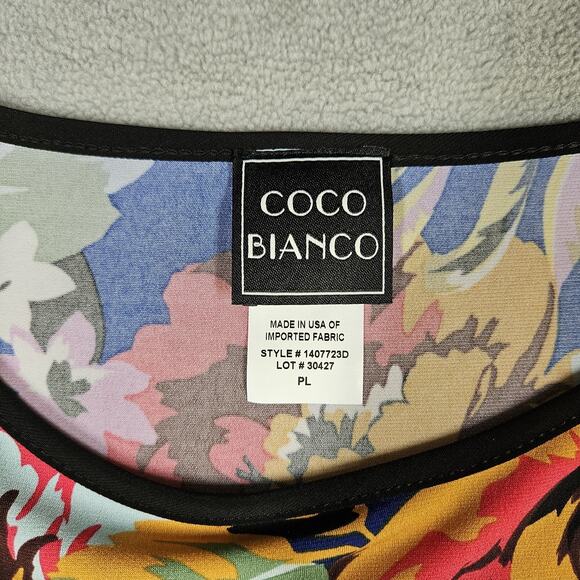 COCO
BIANCO
MADE IN USA OF
IMPORTED FABRIC
STYLE # 1407723D
LOT # 30427
PL